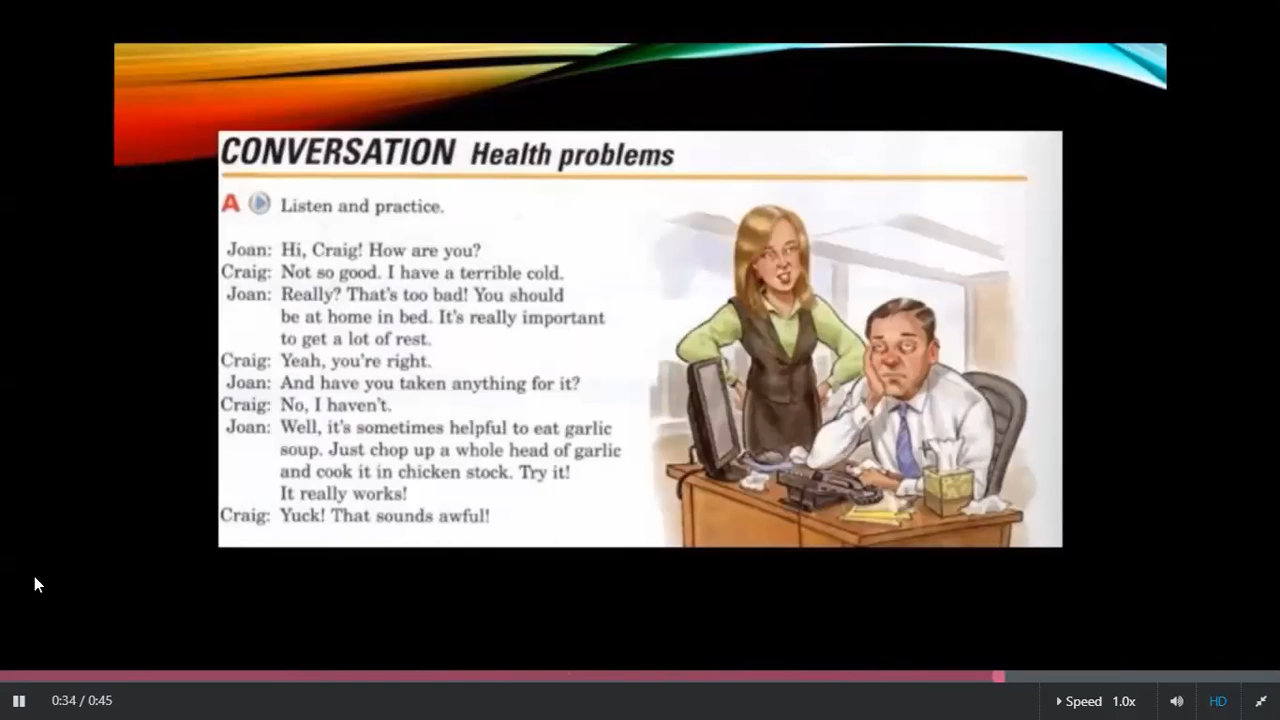 CONVERSATION Health problems
A Listen and practice.
Joan: Hi, Craig! How are you?
Craig: Not so good. I have a terrible cold.
Joan: Really? That's too bad! You should
be at home in bed. It's really important
to get a lot of rest.
Craig: Yeah, you're right.
Joan: And have you taken anything for it?
Craig: No, I haven't.
Joan: Well, it's sometimes helpful to eat garlic
soup. Just chop up a whole head of garlic
and cook it in chicken stock. Try it!
It really works!
Craig: Yuck! That sounds awful!
0:34 / 0:45
Speed 1.0x
HD